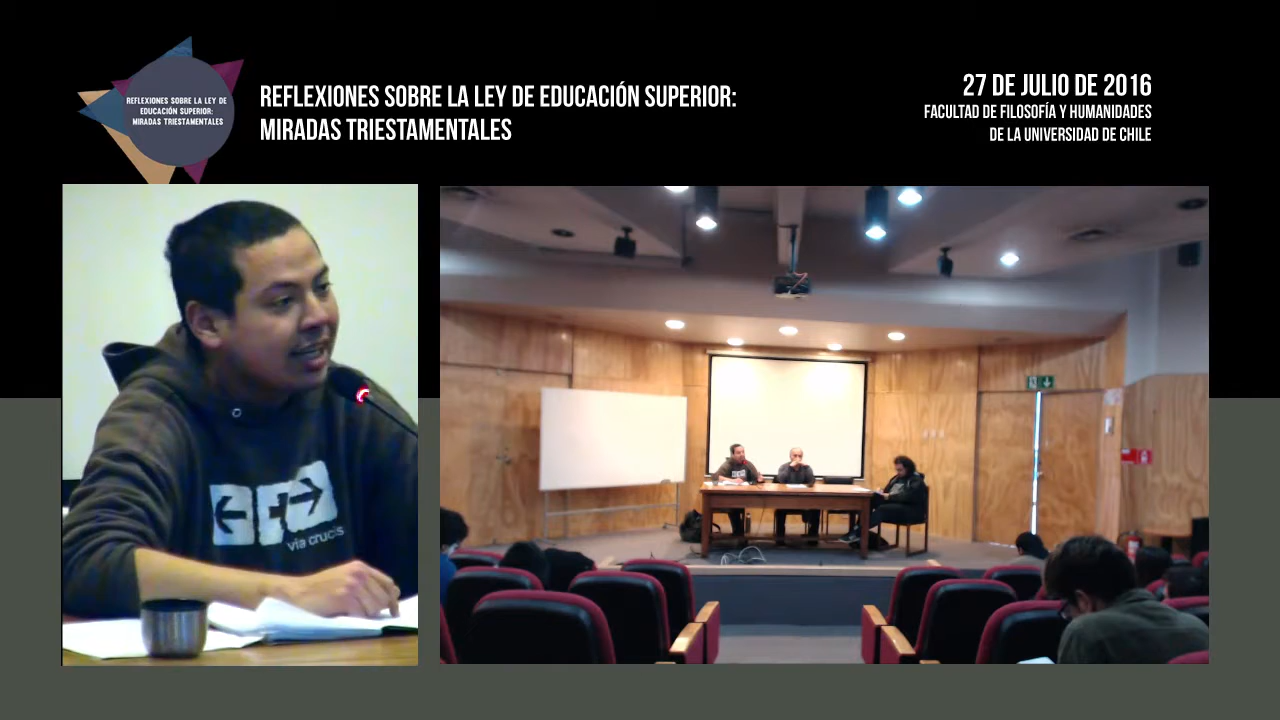 REFLEXIONES SOBRE LA LEY DE
EDUCACIÓN SUPERIOR:
MIRADAS TRIESTAMENTALES
REFLEXIONES SOBRE LA LEY DE EDUCACIÓN SUPERIOR:
MIRADAS TRIESTAMENTALES
27 DE JULIO DE 2016
FACULTAD DE FILOSOFÍA Y HUMANIDADES
DE LA UNIVERSIDAD DE CHILE
vía crucis